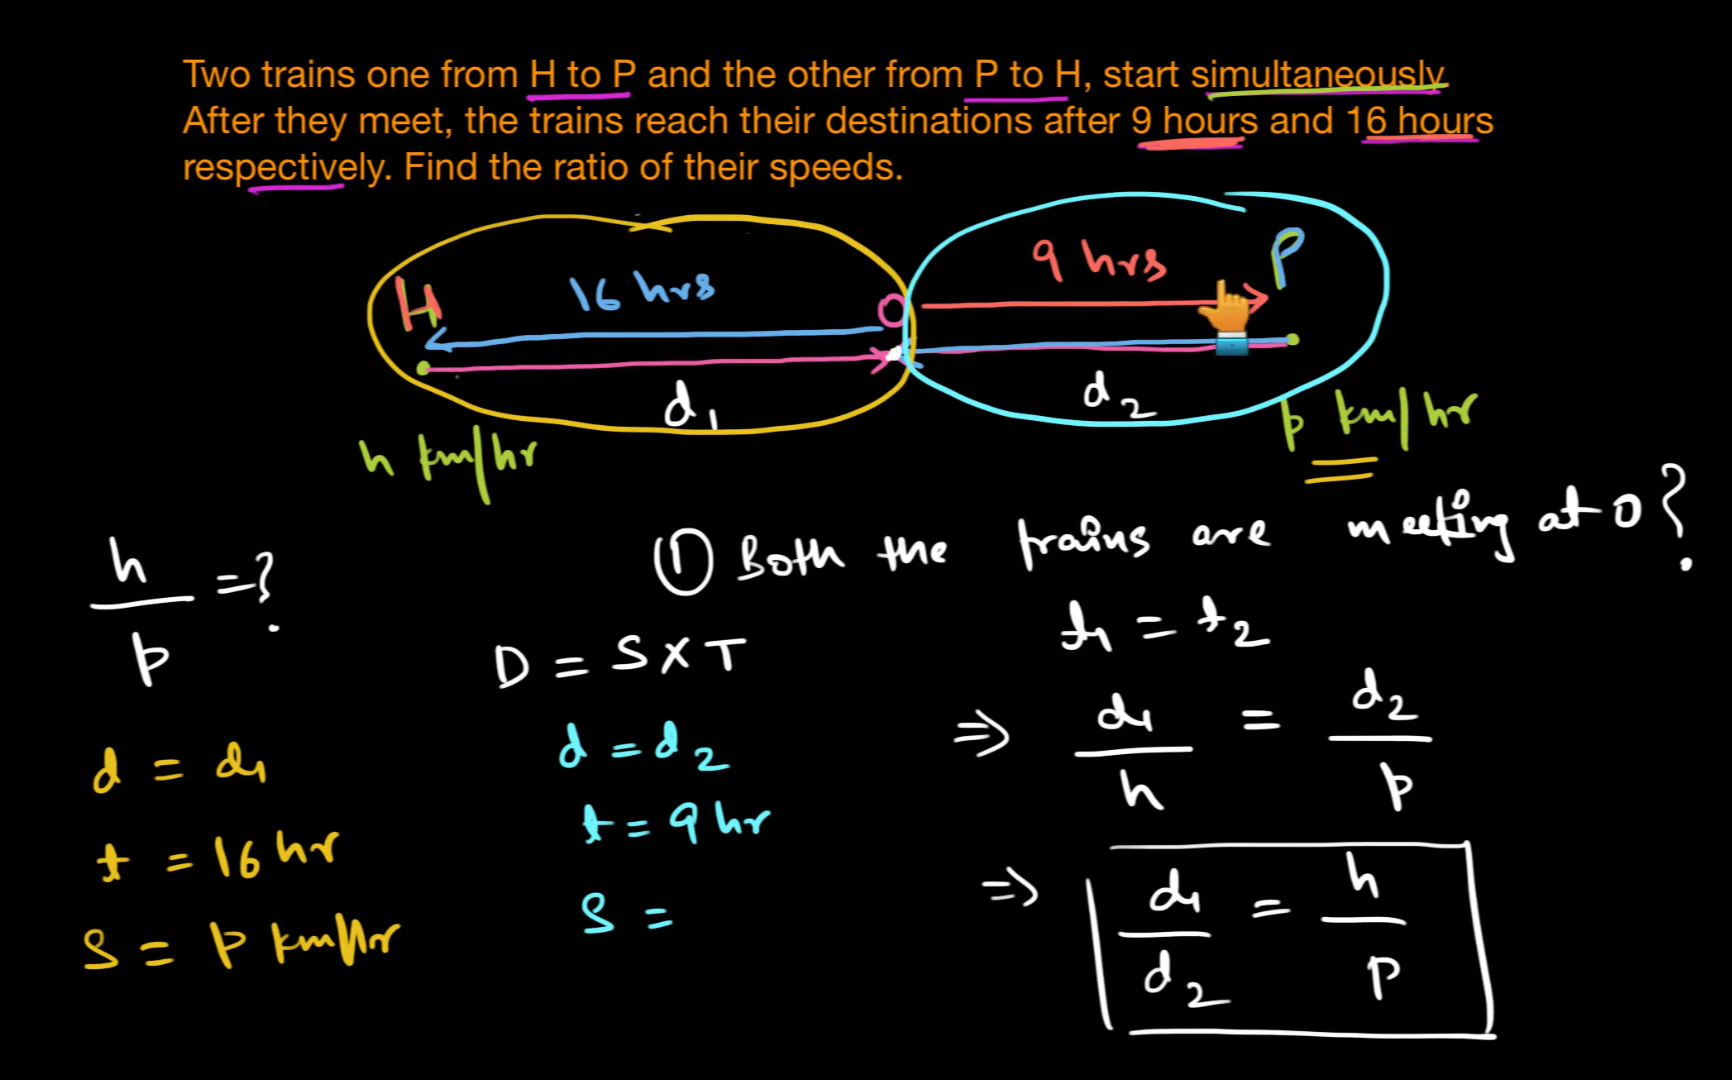 Two trains one from H to P and the other from P to H, start simultaneously
After they meet, the trains reach their destinations after 9 hours and 16 hours
respectively. Find the ratio of their speeds.
H 16 hrs O 9 hrs P
d1 d2
h km/hr p km/hr
h/p = ?
① Both the trains are meeting at O?
t1 = t2
D = S X T
⇒ d1/h = d2/p
d = d1
t = 16 hr
S = p km/hr
d = d2
t = 9 hr
S =
⇒ d1/d2 = h/p